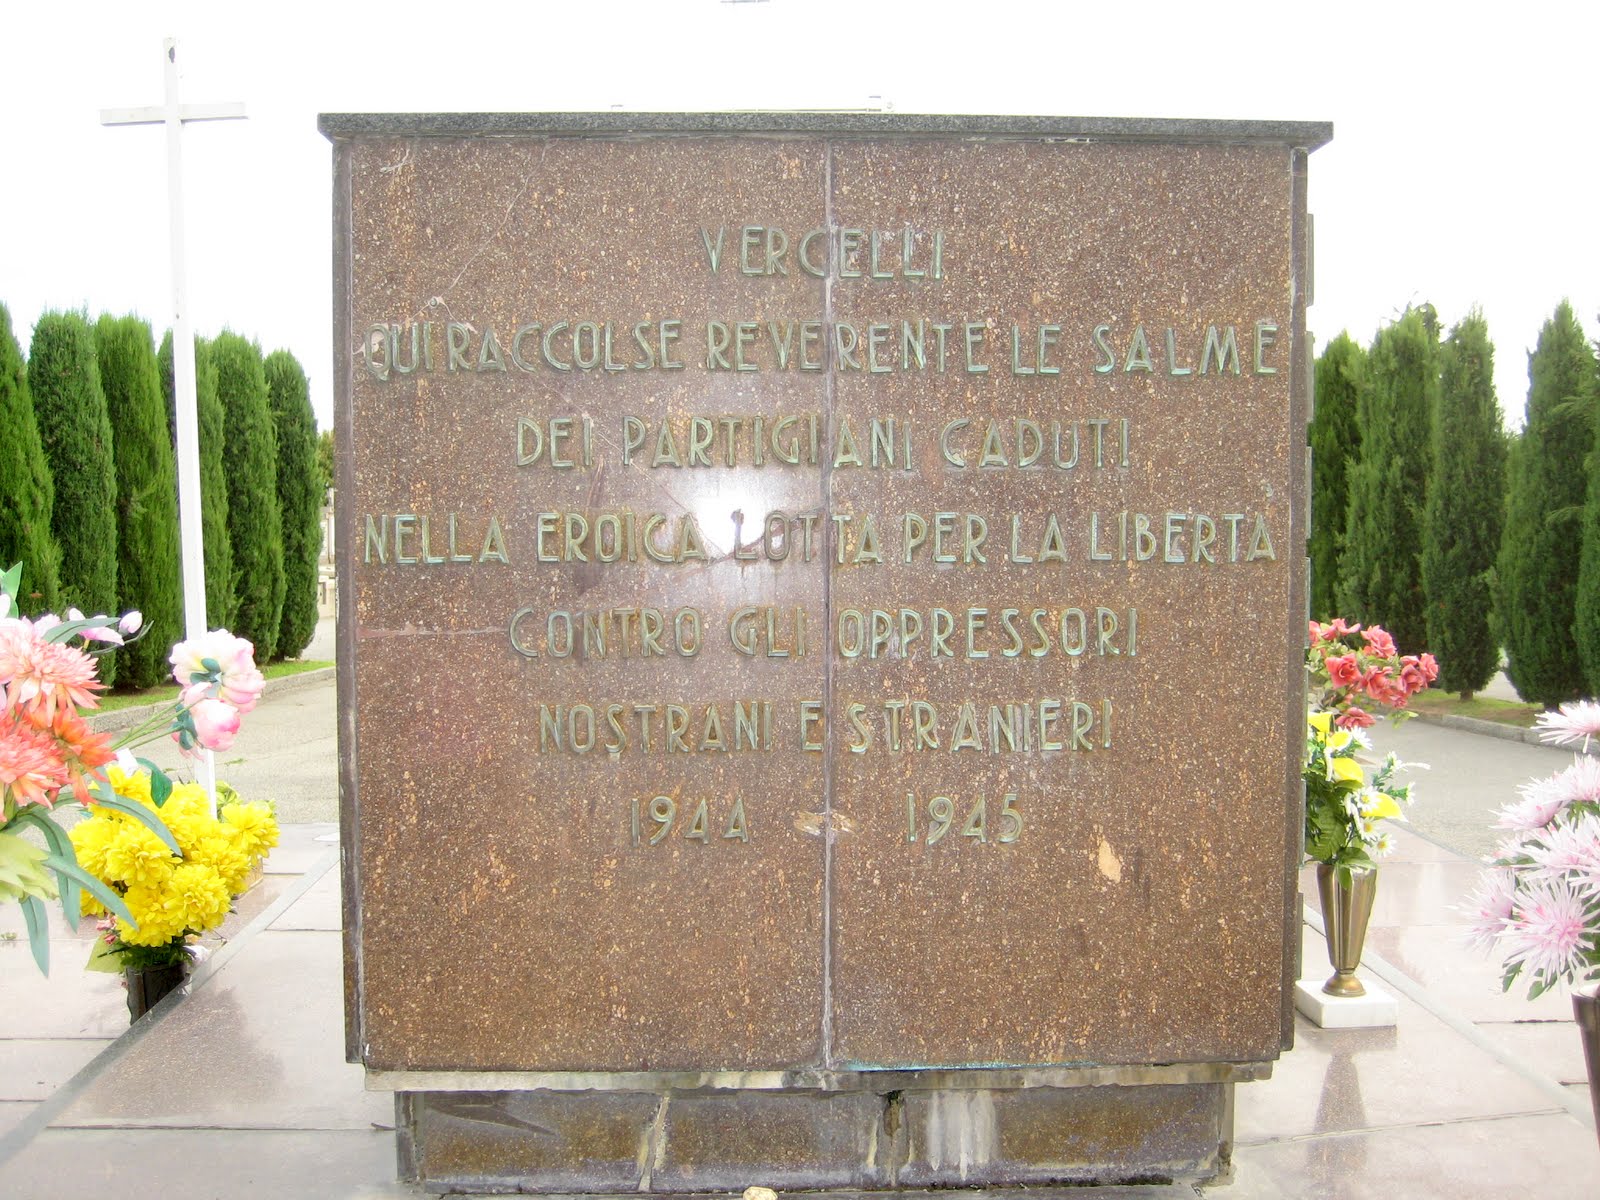 VERCELLI
QUI RACCOLSE REVERENTE LE SALME
DEI PARTIGIANI CADUTI
NELLA EROICA LOTTA PER LA LIBERTA
CONTRO GLI OPPRESSORI
NOSTRANI E STRANIERI
1944 1945